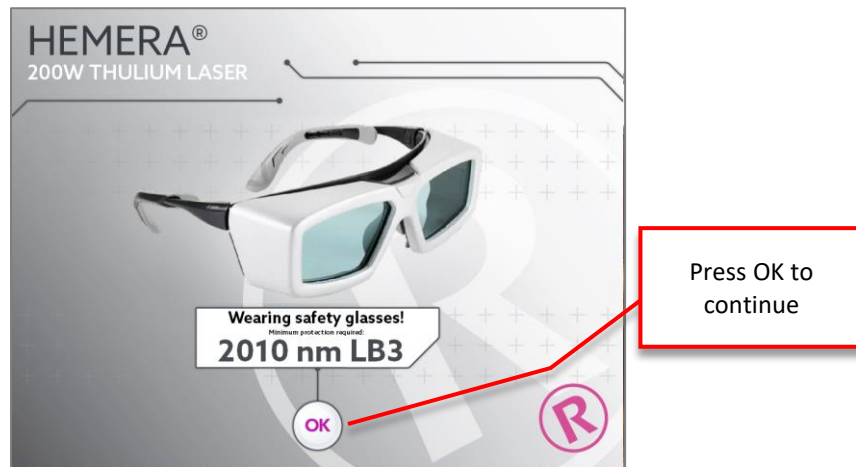 HEMERA®
200W THULIUM LASER
Wearing safety glasses!
Minimum protection required:
2010 nm LB3
OK
R
Press OK to
continue